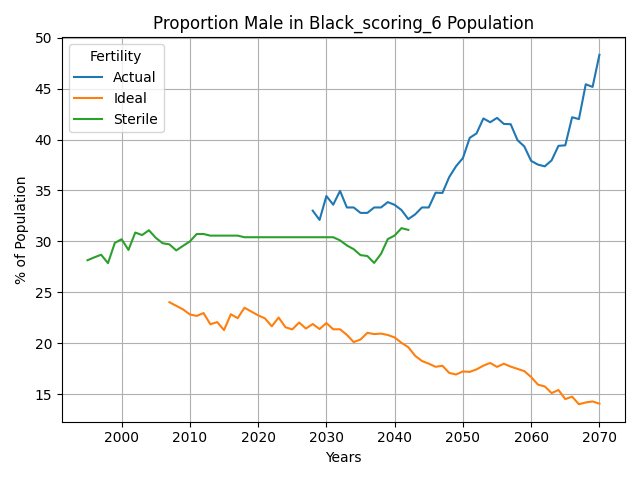 Proportion Male in Black_scoring_6 Population
Fertility
Actual
Ideal
Sterile
50
45
40
35
30
25
20
15
% of Population
2000 2010 2020 2030 2040 2050 2060 2070
Years